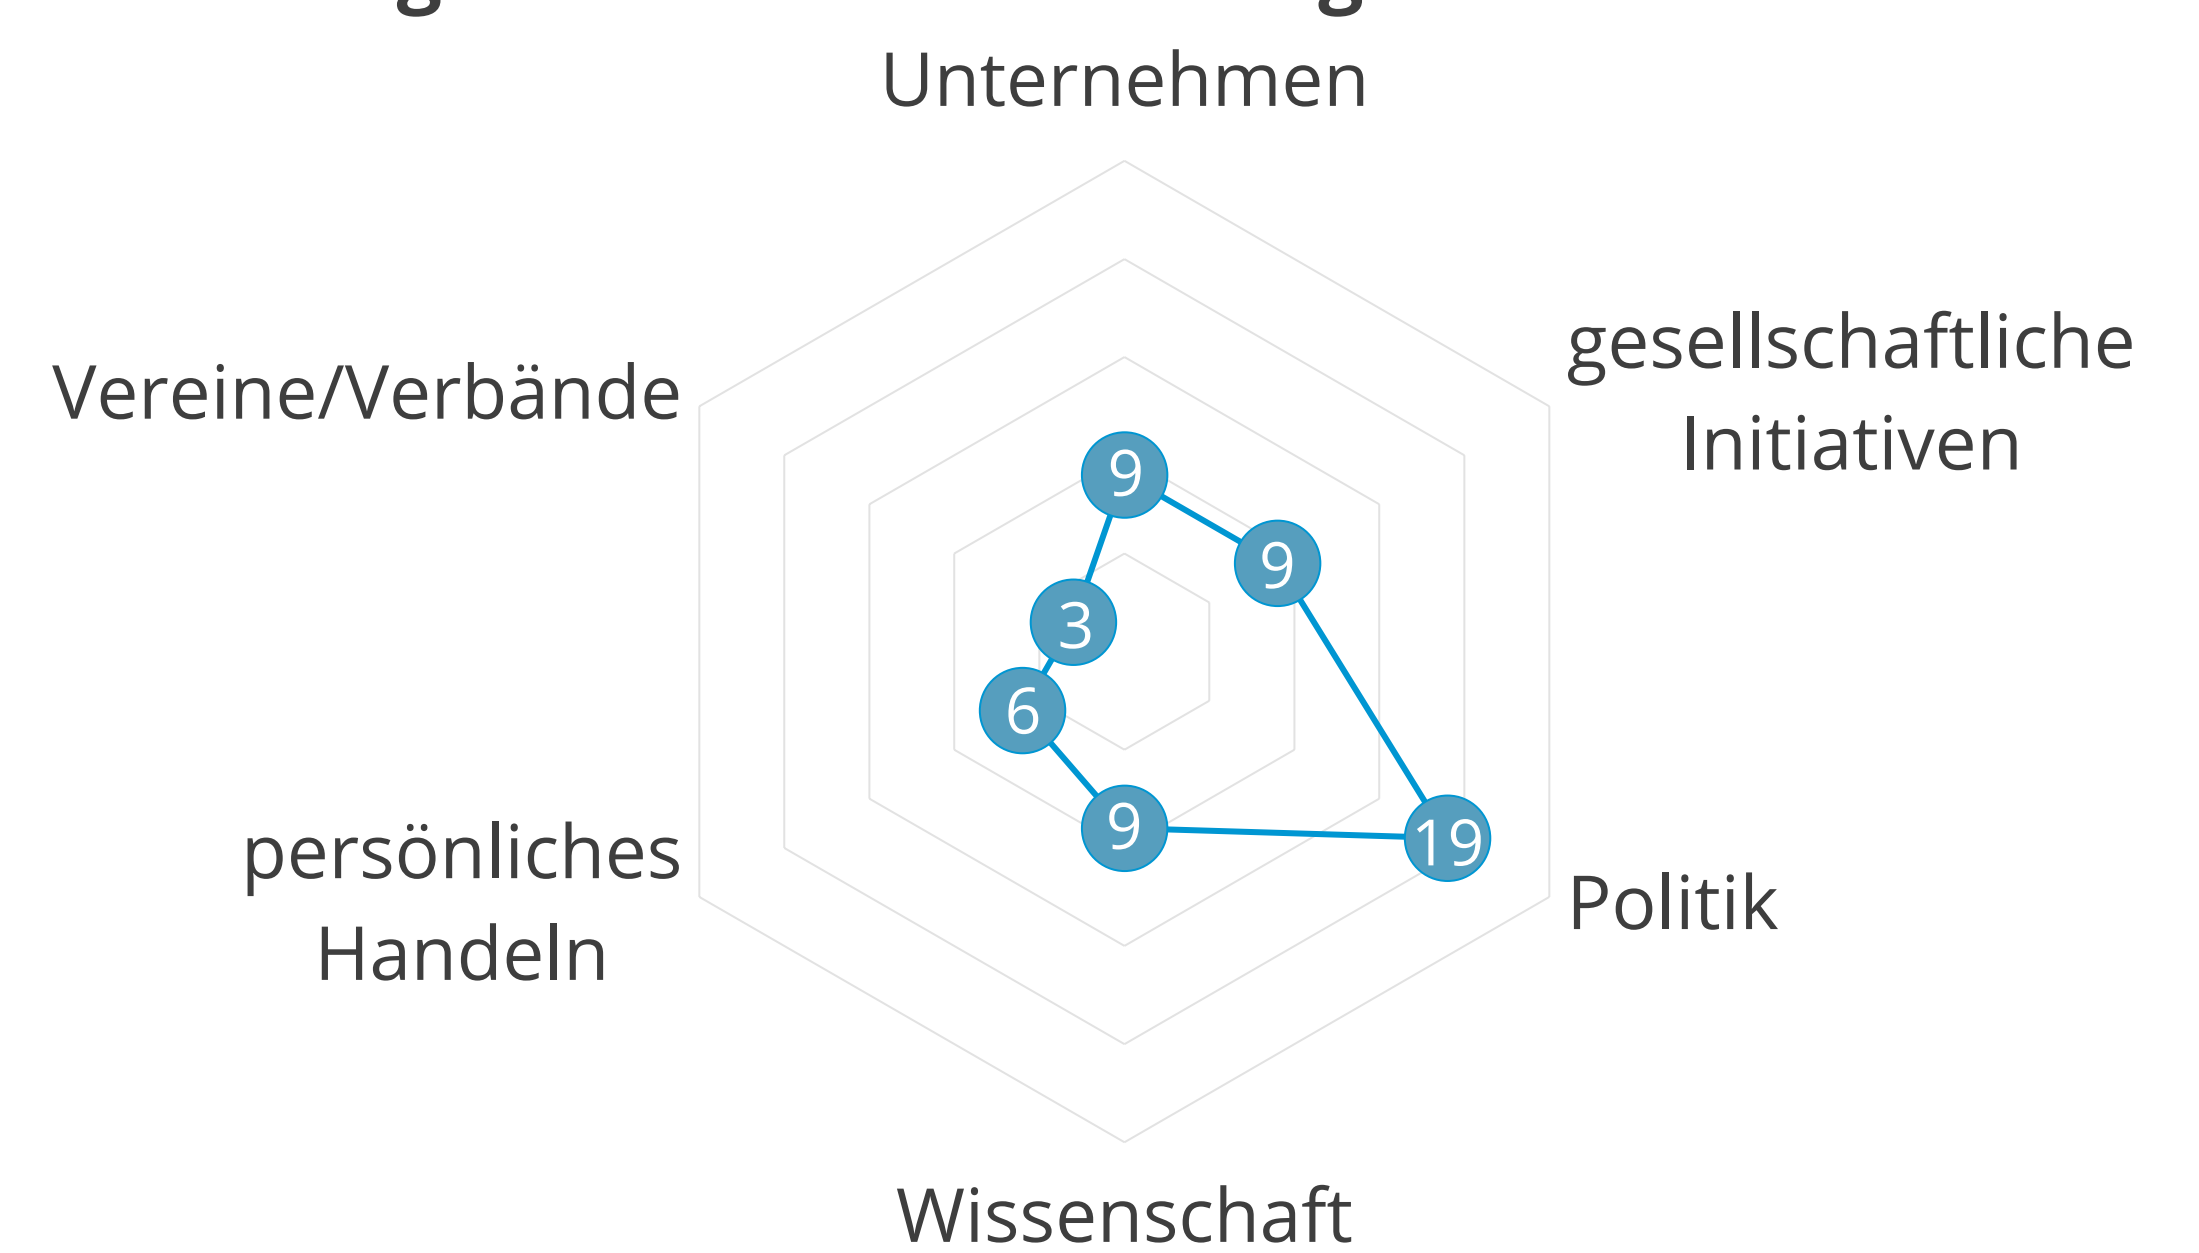 Unternehmen
gesellschaftliche
Initiativen
Vereine/Verbände
9
9
3
6
9
19
persönliches
Handeln
Politik
Wissenschaft